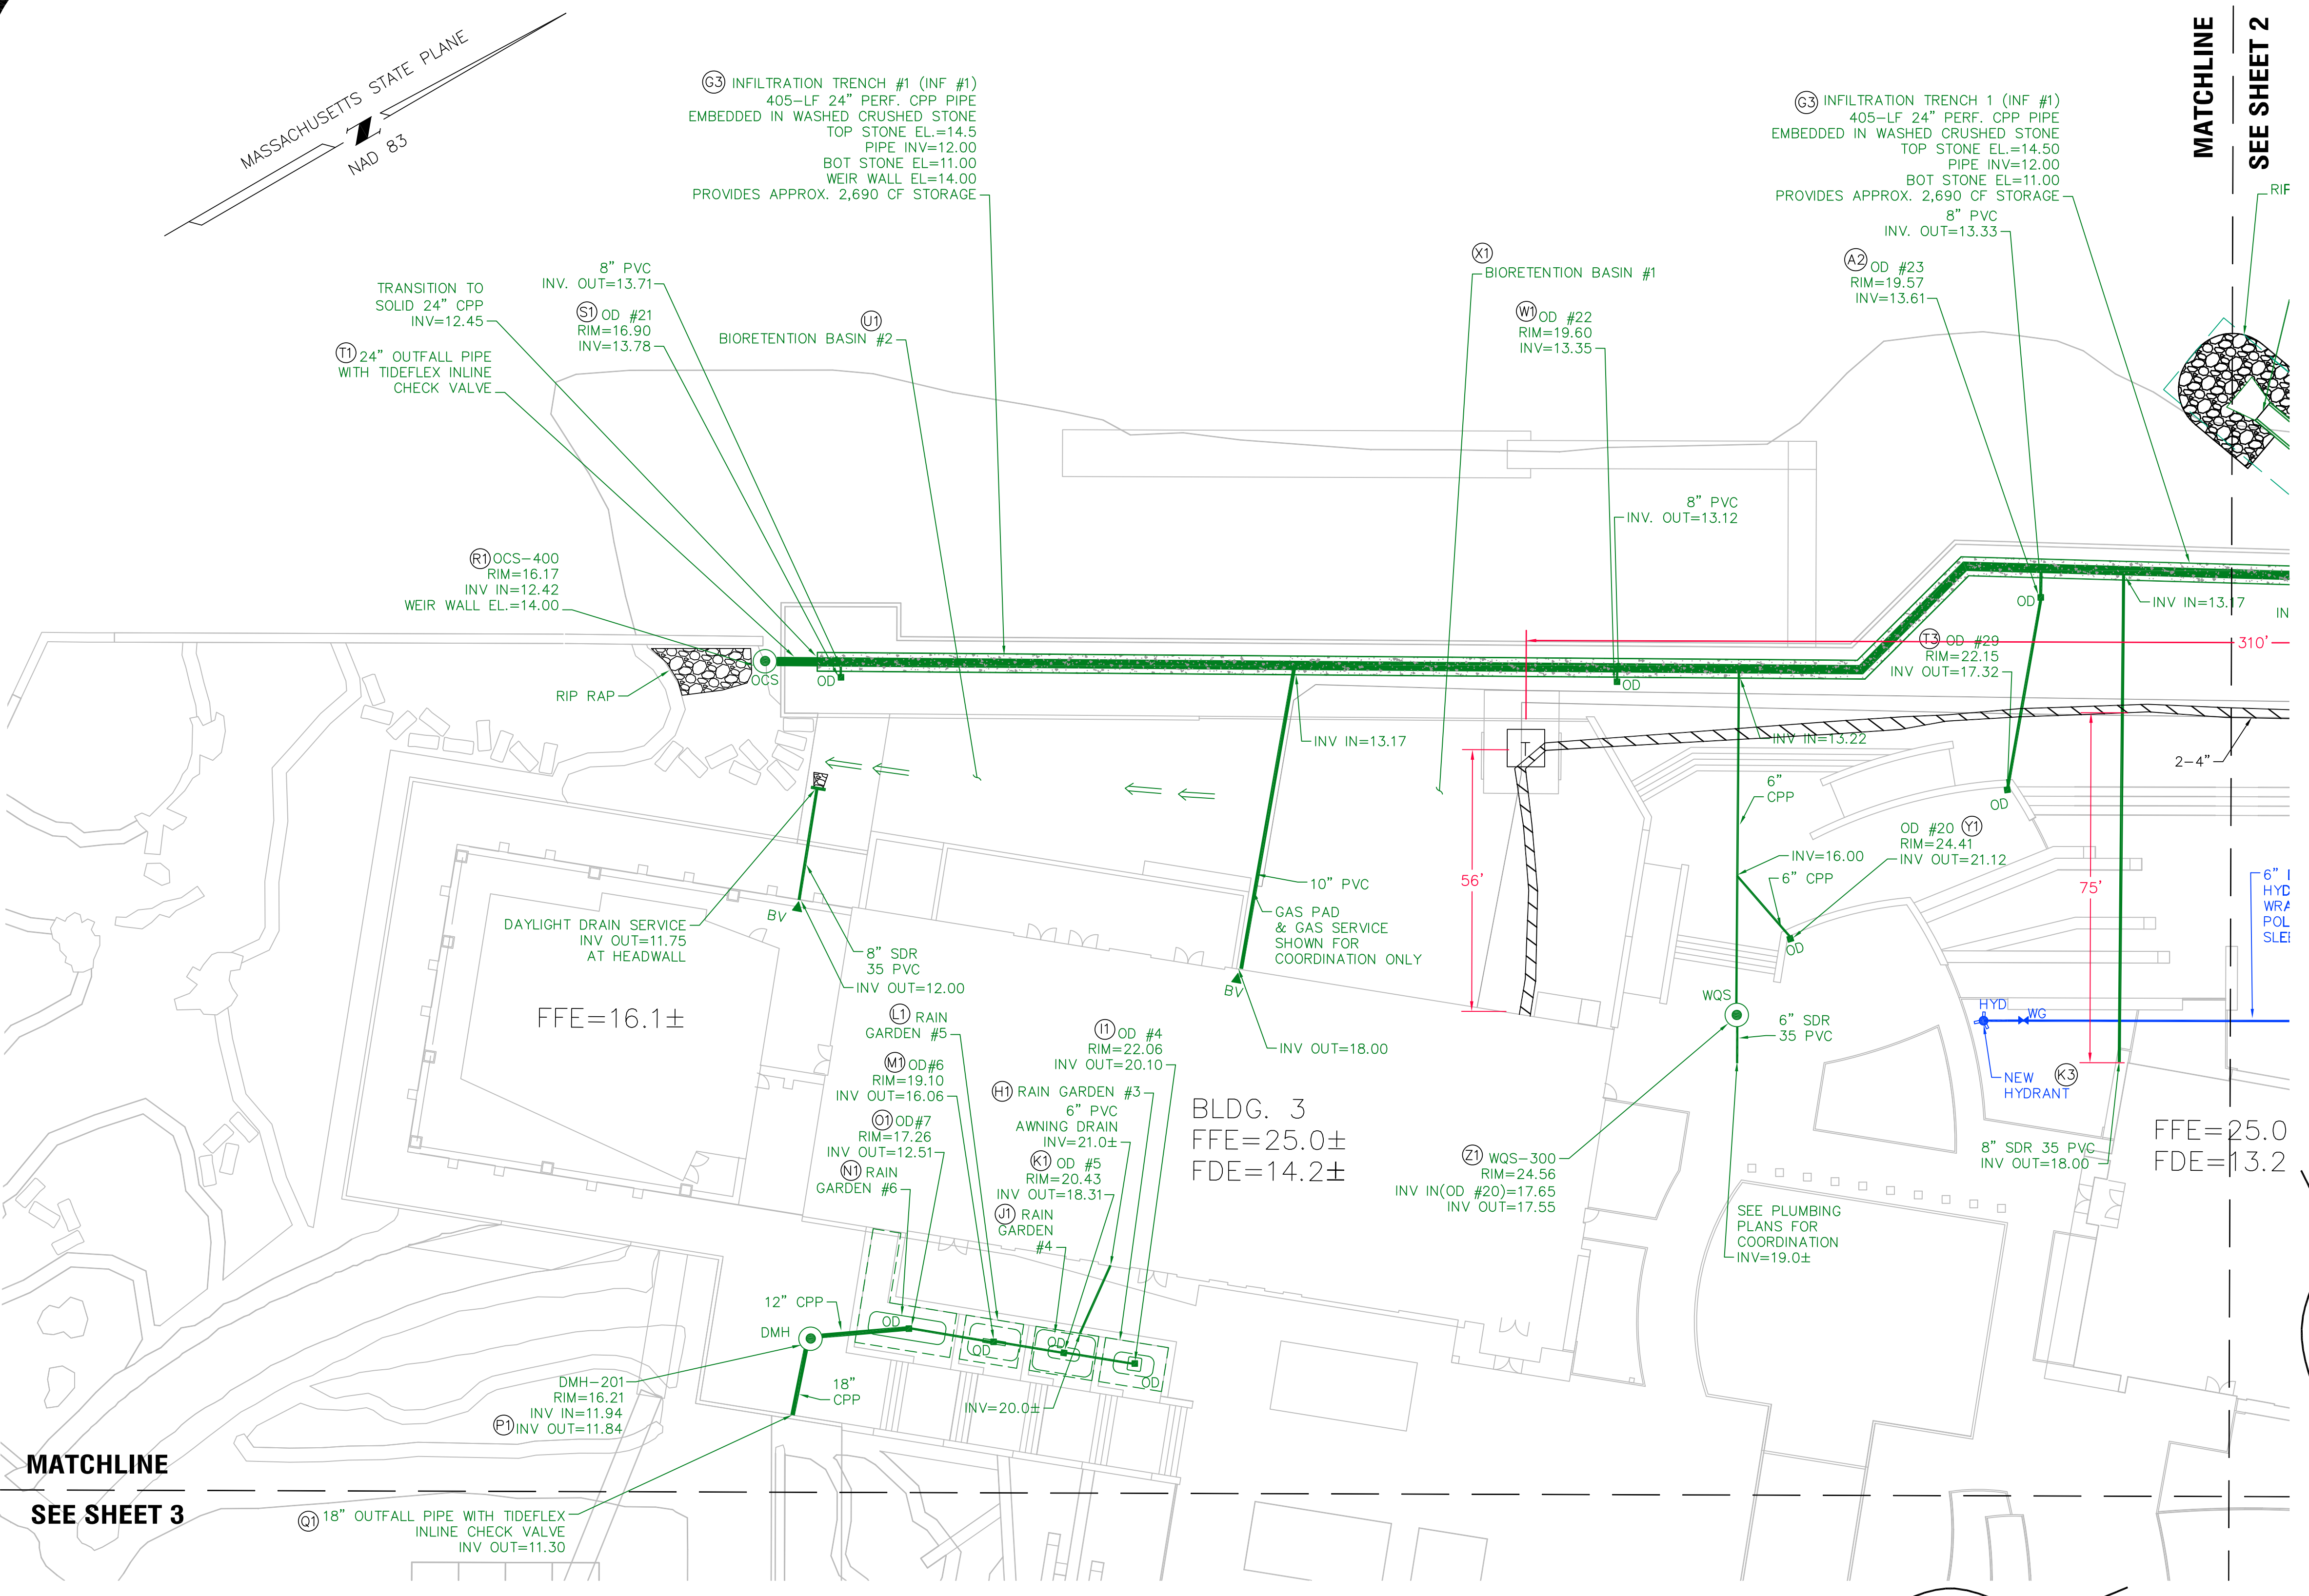 MASSACHUSETTS STATE PLANE
NAD 83
G3 INFILTRATION TRENCH #1 (INF #1)
405-LF 24" PERF. CPP PIPE
EMBEDDED IN WASHED CRUSHED STONE
TOP STONE EL.=14.5
PIPE INV=12.00
BOT STONE EL=11.00
WEIR WALL EL=14.00
PROVIDES APPROX. 2,690 CF STORAGE
G3 INFILTRATION TRENCH 1 (INF #1)
405-LF 24" PERF. CPP PIPE
EMBEDDED IN WASHED CRUSHED STONE
TOP STONE EL.=14.50
PIPE INV=12.00
BOT STONE EL=11.00
PROVIDES APPROX. 2,690 CF STORAGE
8" PVC
INV. OUT=13.33
MATCHLINE
SEE SHEET 2
RIF
A2 OD #23
RIM=19.57
INV=13.61
X1
BIORETENTION BASIN #1
W1 OD #22
RIM=19.60
INV=13.35
8" PVC
INV. OUT=13.71
TRANSITION TO
SOLID 24" CPP
INV=12.45
S1 OD #21
RIM=16.90
INV=13.78
U1
BIORETENTION BASIN #2
T1 24" OUTFALL PIPE
WITH TIDEFLEX INLINE
CHECK VALVE
8" PVC
INV. OUT=13.12
R1 OCS-400
RIM=16.17
INV IN=12.42
WEIR WALL EL.=14.00
OCS
OD
OD
OD
RIP RAP
INV IN=13.17
IN
310'
T3 OD #29
RIM=22.15
INV OUT=17.32
INV IN=13.17
T
INV IN=13.22
2-4"
6"
CPP
OD
OD #20 Y1
RIM=24.41
INV OUT=21.12
INV=16.00
6" CPP
56'
75'
10" PVC
GAS PAD
& GAS SERVICE
SHOWN FOR
COORDINATION ONLY
6" I
HYD
WRA
POL
SLEE
BV
DAYLIGHT DRAIN SERVICE
INV OUT=11.75
AT HEADWALL
8" SDR
35 PVC
INV OUT=12.00
OD
BV
WQS
HYD
WG
FFE=16.1±
L1 RAIN
GARDEN #5
I1 OD #4
RIM=22.06
INV OUT=20.10
INV OUT=18.00
6" SDR
35 PVC
M1 OD#6
RIM=19.10
INV OUT=16.06
H1 RAIN GARDEN #3
6" PVC
AWNING DRAIN
INV=21.0±
NEW
HYDRANT
K3
O1 OD#7
RIM=17.26
INV OUT=12.51
BLDG. 3
FFE=25.0±
FDE=14.2±
K1 OD #5
RIM=20.43
INV OUT=18.31
N1 RAIN
GARDEN #6
J1 RAIN
GARDEN
#4
Z1 WQS-300
RIM=24.56
INV IN(OD #20)=17.65
INV OUT=17.55
8" SDR 35 PVC
INV OUT=18.00
FFE=25.0
FDE=13.2
SEE PLUMBING
PLANS FOR
COORDINATION
INV=19.0±
12" CPP
DMH
OD
OD
OD
OD
DMH-201
RIM=16.21
INV IN=11.94
P1 INV OUT=11.84
18"
CPP
INV=20.0±
MATCHLINE
SEE SHEET 3
Q1 18" OUTFALL PIPE WITH TIDEFLEX
INLINE CHECK VALVE
INV OUT=11.30